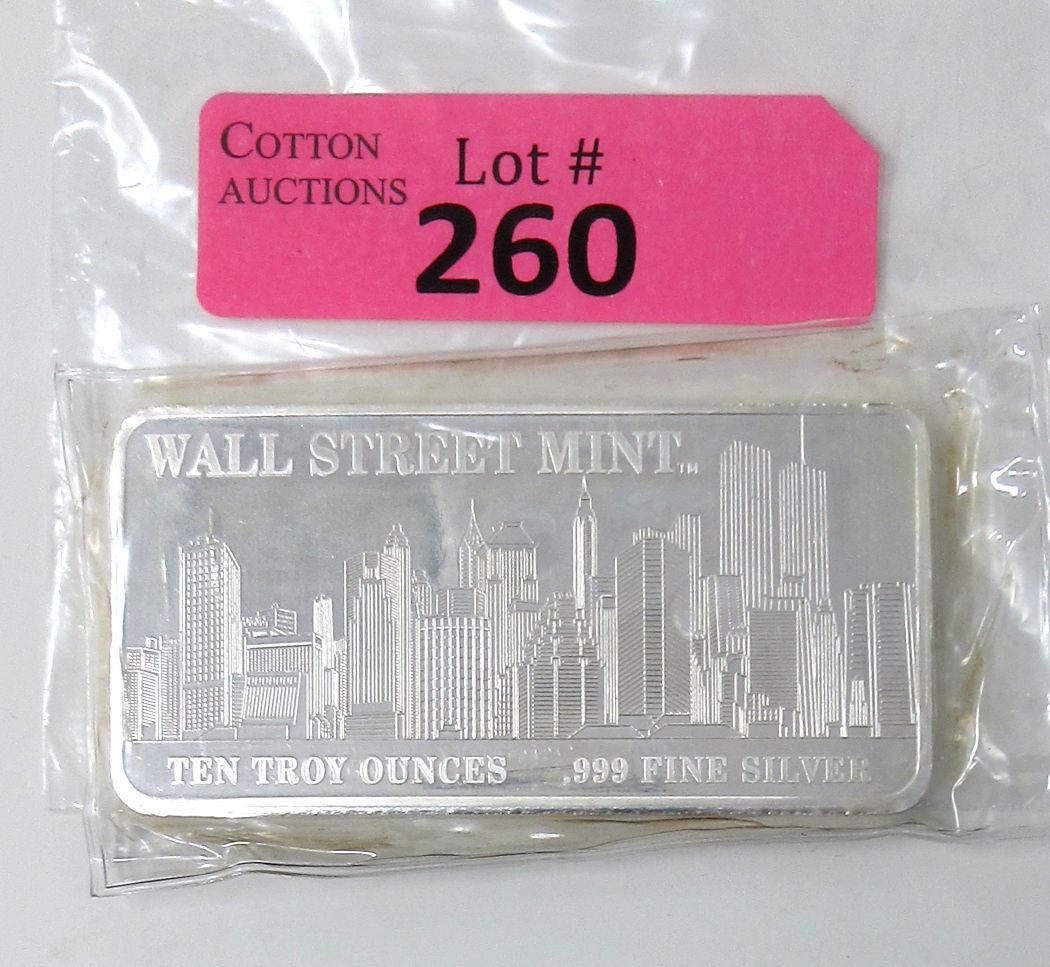 COTTON
AUCTIONS
Lot #
260
WALL STREET MINT™
TEN TROY OUNCES .999 FINE SILVER